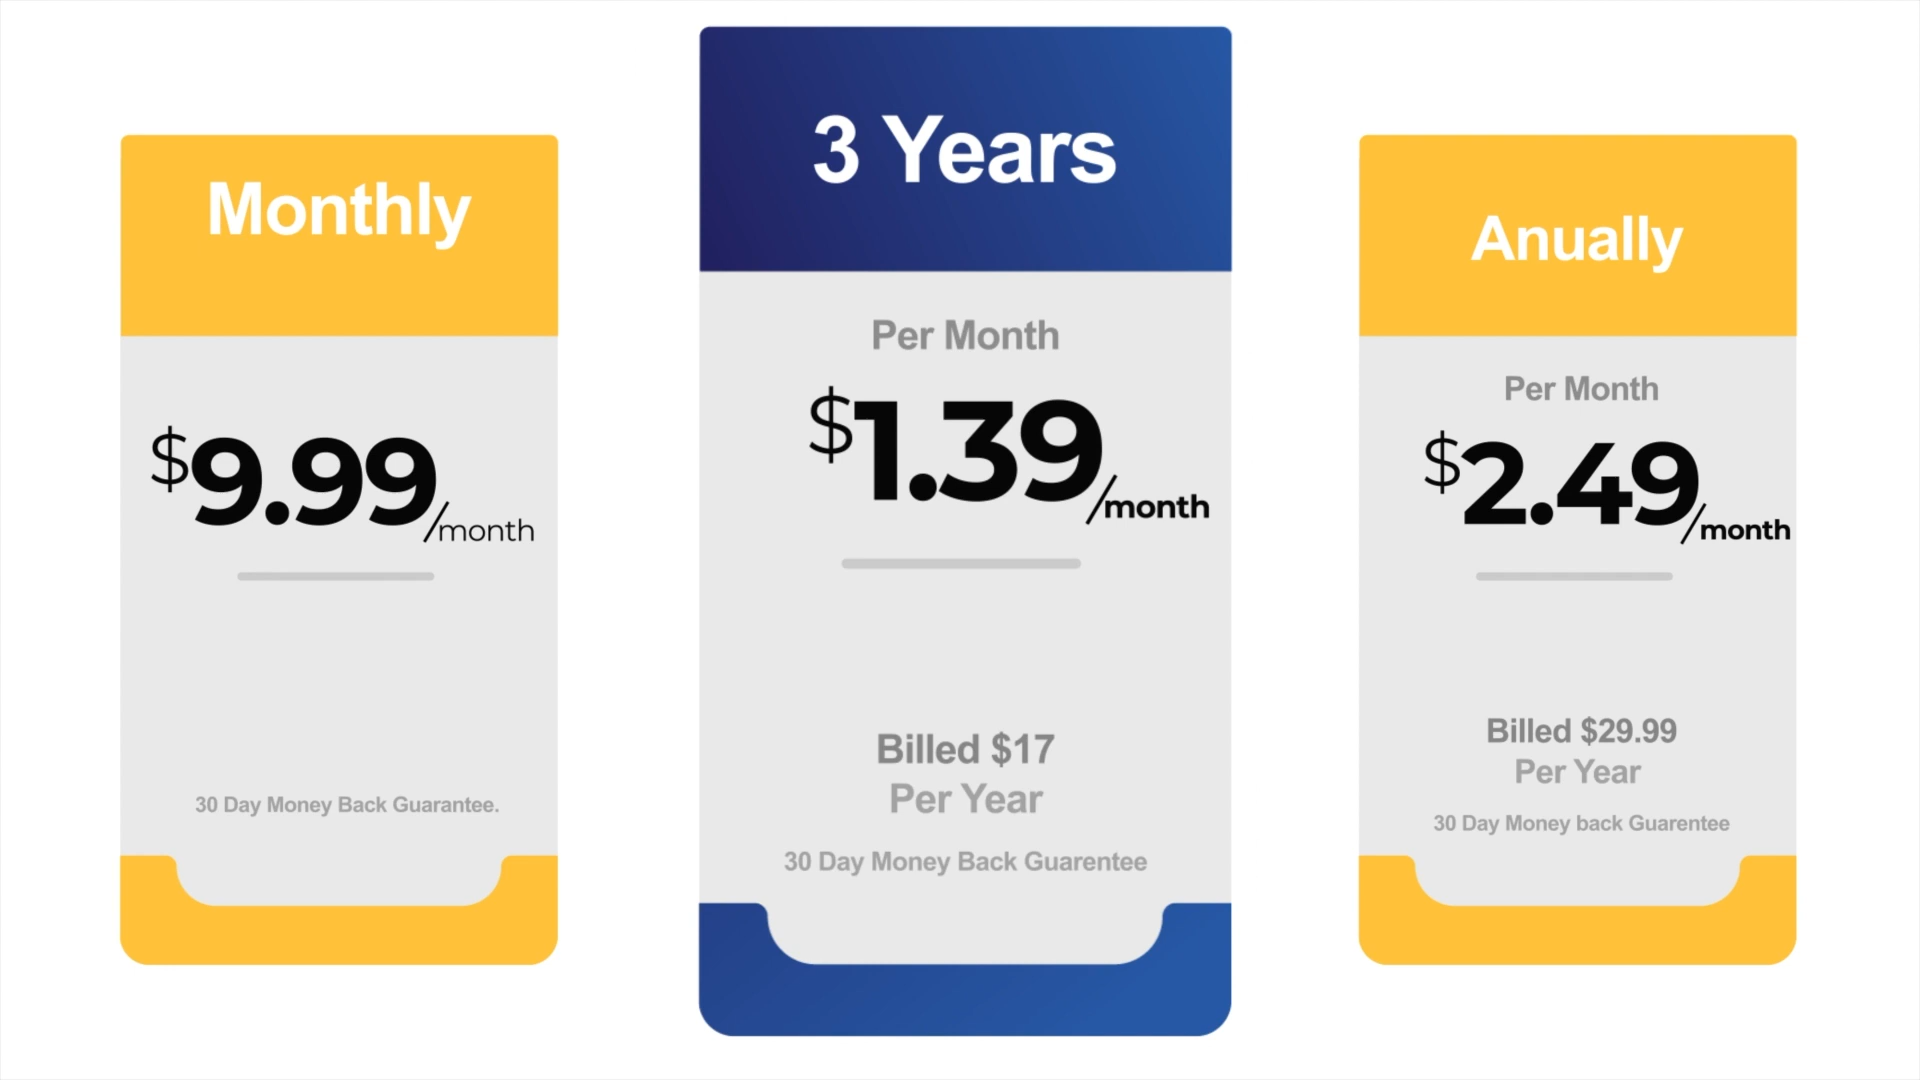 Monthly
$9.99/month
30 Day Money Back Guarantee.
3 Years
Per Month
$1.39/month
Billed $17
Per Year
30 Day Money Back Guarentee
Anually
Per Month
$2.49/month
Billed $29.99
Per Year
30 Day Money back Guarentee